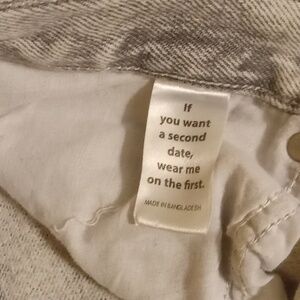 If
you want
a second
date,
wear me
on the first.
MADE IN BANGLADESH